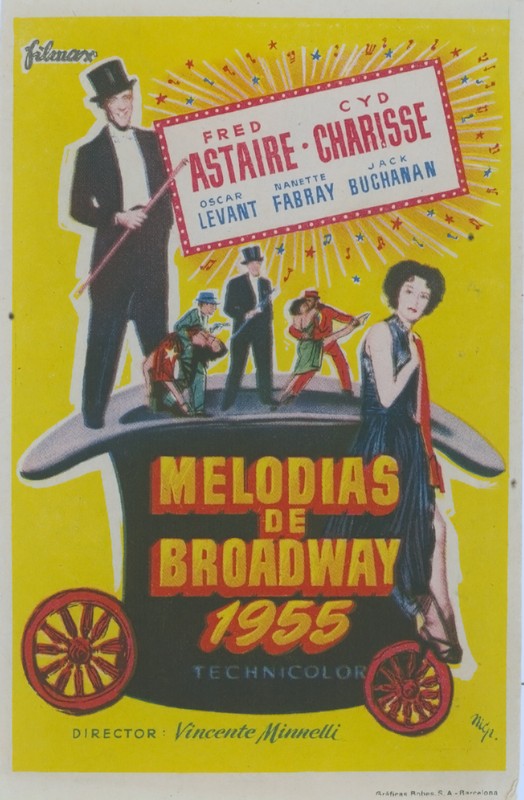 filmax
FRED
ASTAIRE · CYD
CHARISSE
OSCAR
LEVANT
NANETTE
FABRAY
JACK
BUCHANAN
MELODIAS
DE
BROADWAY
1955
TECHNICOLOR
DIRECTOR: Vincente Minnelli
Gráficas Bobes, S. A. - Barcelona